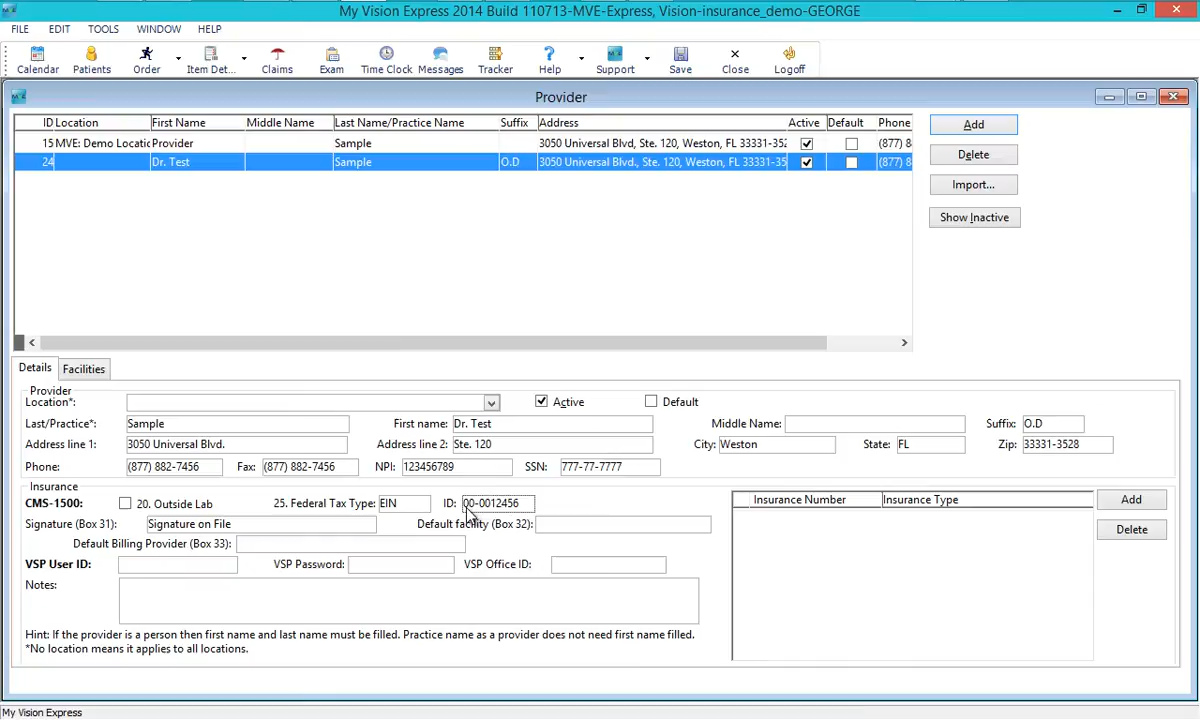 My Vision Express 2014 Build 110713-MVE-Express, Vision-insurance_demo-GEORGE
FILE EDIT TOOLS WINDOW HELP
Calendar Patients Order Item Det... Claims Exam Time Clock Messages Tracker Help Support Save Close Logoff
Provider
ID Location First Name Middle Name Last Name/Practice Name Suffix Address Active Default Phone
15 MVE: Demo Locatic Provider Sample 3050 Universal Blvd, Ste. 120, Weston, FL 33331-352 (877) 8
24 Dr. Test Sample O.D 3050 Universal Blvd., Ste. 120, Weston, FL 33331-35 (877) 8
Add
Delete
Import...
Show Inactive
Details Facilities
Provider
Location*: Active Default
Last/Practice*: Sample First name: Dr. Test Middle Name: Suffix: O.D
Address line 1: 3050 Universal Blvd. Address line 2: Ste. 120 City: Weston State: FL Zip: 33331-3528
Phone: (877) 882-7456 Fax: (877) 882-7456 NPI: 123456789 SSN: 777-77-7777
Insurance
CMS-1500: 20. Outside Lab 25. Federal Tax Type: EIN ID: 00-0012456
Signature (Box 31): Signature on File Default facility (Box 32):
Default Billing Provider (Box 33):
VSP User ID: VSP Password: VSP Office ID:
Notes:
Insurance Number Insurance Type
Add
Delete
Hint: If the provider is a person then first name and last name must be filled. Practice name as a provider does not need first name filled.
*No location means it applies to all locations.
My Vision Express